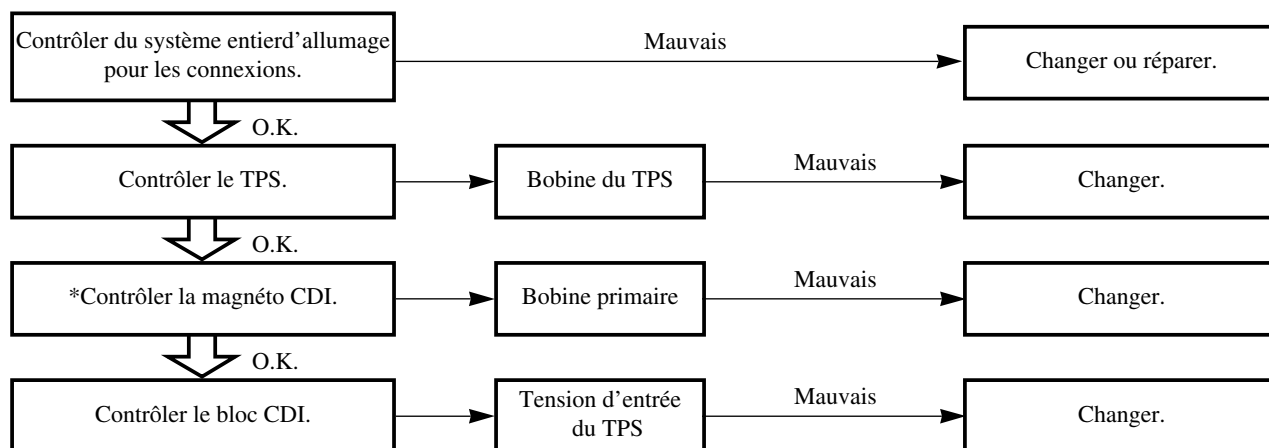 Contrôler du système entierd’allumage
pour les connexions.
Mauvais
Changer ou réparer.
O.K.
Contrôler le TPS.
Bobine du TPS
Mauvais
Changer.
O.K.
*Contrôler la magnéto CDI.
Bobine primaire
Mauvais
Changer.
O.K.
Contrôler le bloc CDI.
Tension d’entrée
du TPS
Mauvais
Changer.